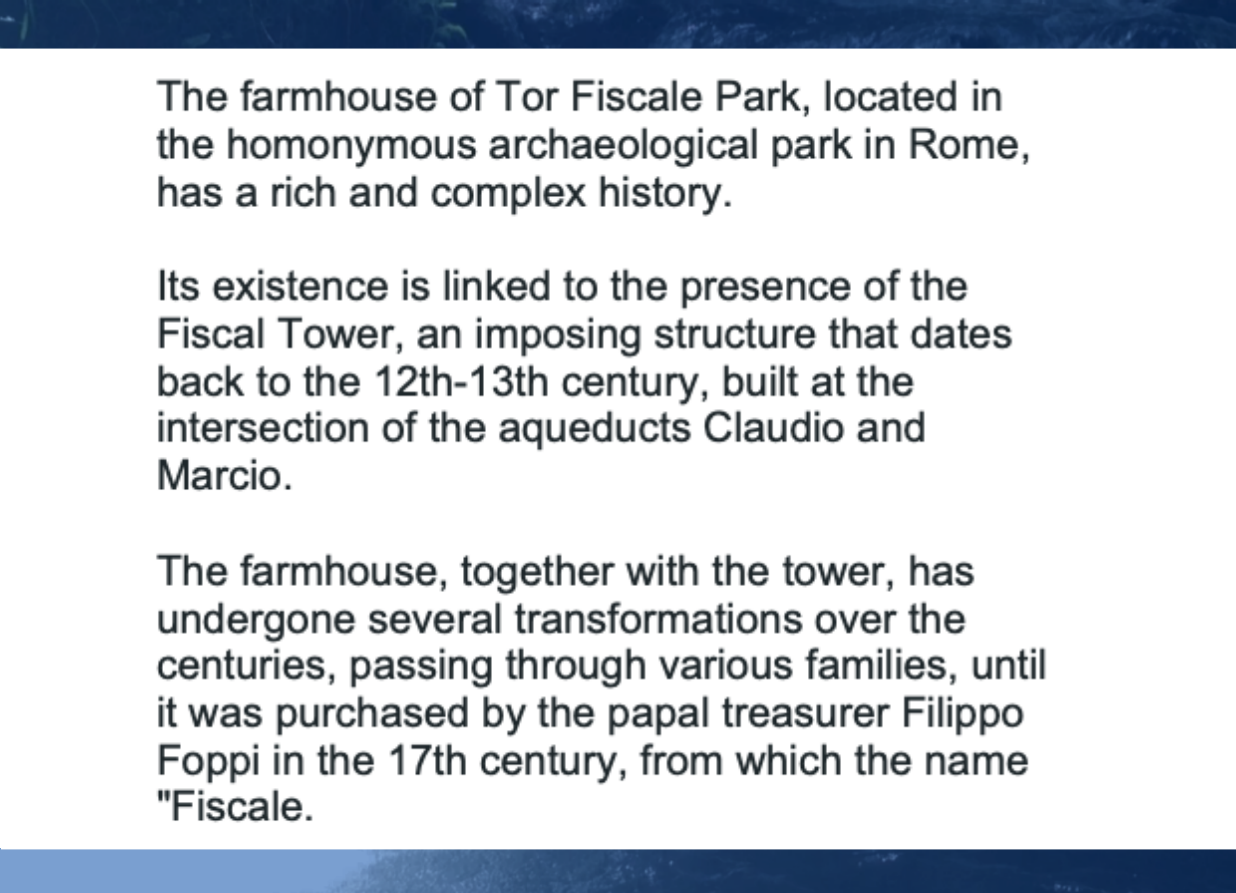 The farmhouse of Tor Fiscale Park, located in
the homonymous archaeological park in Rome,
has a rich and complex history.
Its existence is linked to the presence of the
Fiscal Tower, an imposing structure that dates
back to the 12th-13th century, built at the
intersection of the aqueducts Claudio and
Marcio.
The farmhouse, together with the tower, has
undergone several transformations over the
centuries, passing through various families, until
it was purchased by the papal treasurer Filippo
Foppi in the 17th century, from which the name
"Fiscale.